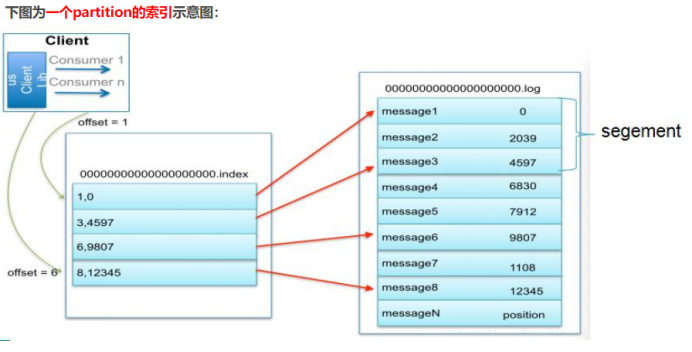 下图为一个partition的索引示意图：
Client
us Client Lib
Consumer 1
Consumer n
offset = 1
offset = 6
00000000000000000000.index
1,0
3,4597
6,9807
8,12345
00000000000000000000.log
message1 0
message2 2039
message3 4597
message4 6830
message5 7912
message6 9807
message7 1108
message8 12345
messageN position
segement